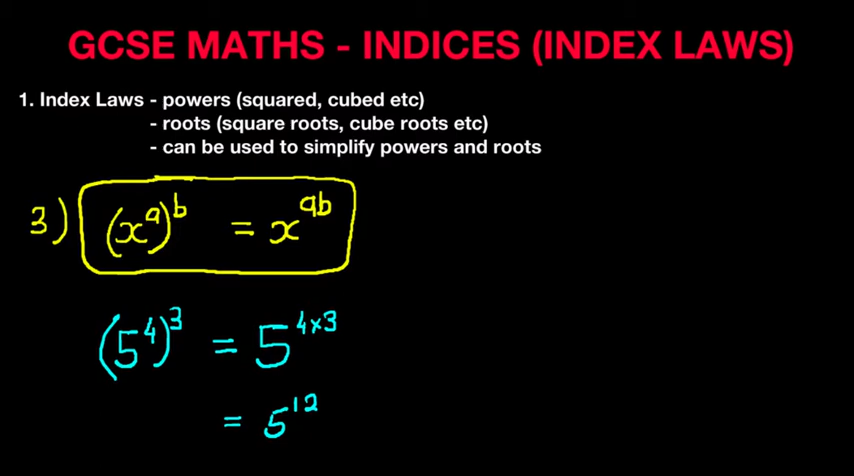 GCSE MATHS - INDICES (INDEX LAWS)
1. Index Laws - powers (squared, cubed etc)
- roots (square roots, cube roots etc)
- can be used to simplify powers and roots
3) (x^a)^b = x^ab
(5^4)^3 = 5^4×3
= 5^12